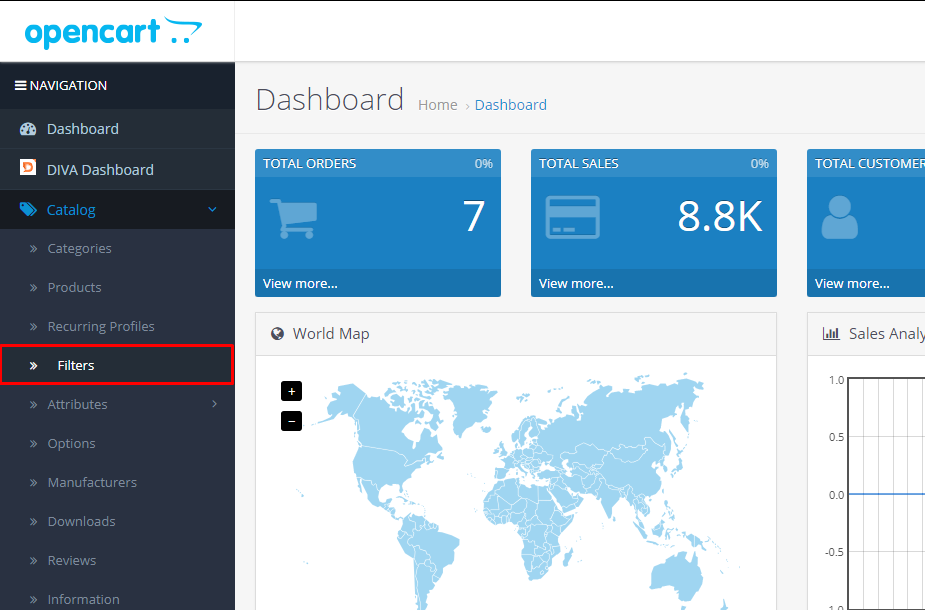 opencart
NAVIGATION
Dashboard
DIVA Dashboard
Catalog
Categories
Products
Recurring Profiles
Filters
Attributes
Options
Manufacturers
Downloads
Reviews
Information
Dashboard Home › Dashboard
TOTAL ORDERS 0%
7
View more...
TOTAL SALES 0%
8.8K
View more...
TOTAL CUSTOMER
View more...
World Map
+
−
Sales Analy
1.0
0.5
0.0
-0.5
-1.0